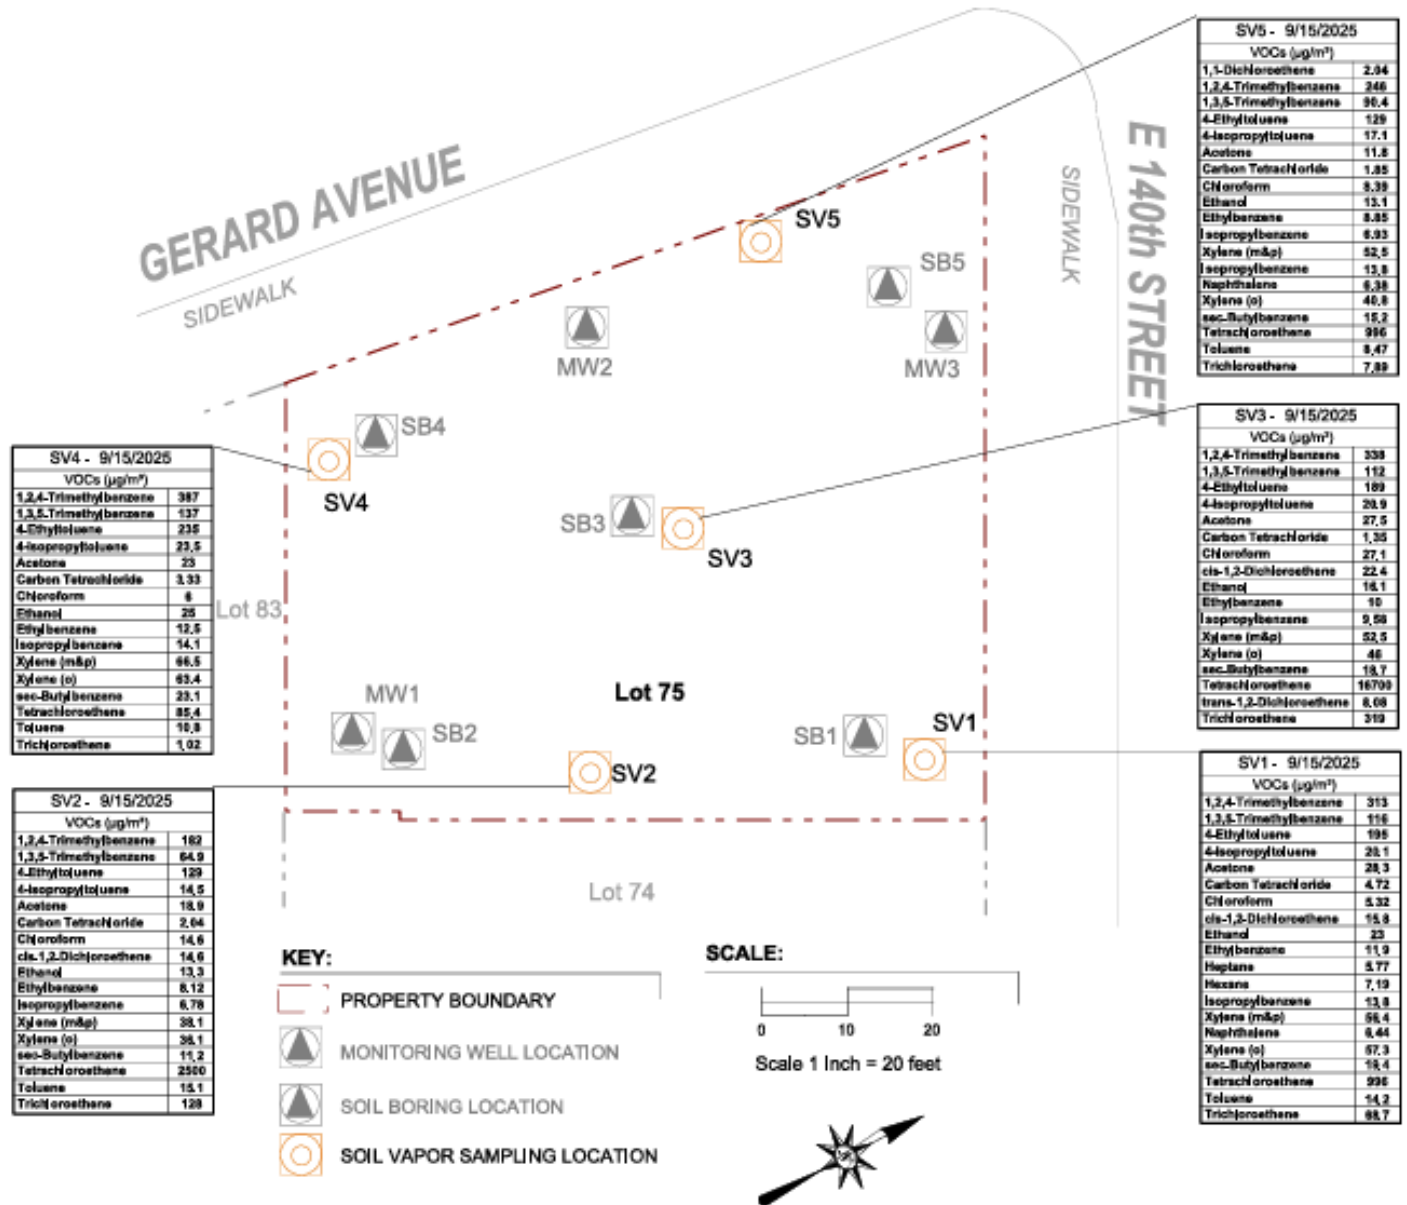 GERARD AVENUE
SIDEWALK
E 140th STREET
SIDEWALK
SV5 - 9/15/2025
VOCs (µg/m³)
1,1-Dichloroethene 2.04
1,2,4-Trimethylbenzene 246
1,3,5-Trimethylbenzene 90.4
4-Ethyltoluene 129
4-Isopropyltoluene 17.1
Acetone 11.8
Carbon Tetrachloride 1.85
Chloroform 8.39
Ethanol 13.1
Ethylbenzene 8.85
Isopropylbenzene 6.93
Xylene (m&p) 52.5
Isopropylbenzene 13.8
Naphthalene 6.38
Xylene (o) 40.8
sec-Butylbenzene 15.2
Tetrachloroethene 996
Toluene 8.47
Trichloroethene 7.89
SV5
SB5
MW2
MW3
SB4
SV4
SB3
SV3
SV4 - 9/15/2025
VOCs (µg/m³)
1,2,4-Trimethylbenzene 387
1,3,5-Trimethylbenzene 137
4-Ethyltoluene 235
4-isopropyltoluene 23.5
Acetone 23
Carbon Tetrachloride 3.33
Chloroform 6
Ethanol 25
Ethylbenzene 12.5
Isopropylbenzene 14.1
Xylene (m&p) 66.5
Xylene (o) 63.4
sec-Butylbenzene 23.1
Tetrachloroethene 85.4
Toluene 10.8
Trichloroethene 1.02
SV3 - 9/15/2025
VOCs (µg/m³)
1,2,4-Trimethylbenzene 338
1,3,5-Trimethylbenzene 112
4-Ethyltoluene 189
4-Isopropyltoluene 20.9
Acetone 27.5
Carbon Tetrachloride 1.35
Chloroform 27.1
cis-1,2-Dichloroethene 22.4
Ethanol 16.1
Ethylbenzene 10
Isopropylbenzene 9.58
Xylene (m&p) 52.5
Xylene (o) 46
sec-Butylbenzene 18.7
Tetrachloroethene 16700
trans-1,2-Dichloroethene 8.08
Trichloroethene 319
Lot 83
Lot 75
MW1
SB2
SV2
SB1
SV1
Lot 74
SV2 - 9/15/2025
VOCs (µg/m³)
1,2,4-Trimethylbenzene 182
1,3,5-Trimethylbenzene 64.9
4-Ethyltoluene 129
4-Isopropyltoluene 14.5
Acetone 18.9
Carbon Tetrachloride 2.04
Chloroform 14.6
cis-1,2-Dichloroethene 14.6
Ethanol 13.3
Ethylbenzene 8.12
Isopropylbenzene 6.78
Xylene (m&p) 38.1
Xylene (o) 36.1
sec-Butylbenzene 11.2
Tetrachloroethene 2500
Toluene 15.1
Trichloroethene 128
SV1 - 9/15/2025
VOCs (µg/m³)
1,2,4-Trimethylbenzene 313
1,3,5-Trimethylbenzene 116
4-Ethyltoluene 195
4-Isopropyltoluene 20.1
Acetone 28.3
Carbon Tetrachloride 4.72
Chloroform 5.32
cis-1,2-Dichloroethene 15.8
Ethanol 23
Ethylbenzene 11.9
Heptane 5.77
Hexane 7.19
Isopropylbenzene 13.8
Xylene (m&p) 56.4
Naphthalene 6.44
Xylene (o) 57.3
sec-Butylbenzene 19.4
Tetrachloroethene 996
Toluene 14.2
Trichloroethene 68.7
KEY:
PROPERTY BOUNDARY
MONITORING WELL LOCATION
SOIL BORING LOCATION
SOIL VAPOR SAMPLING LOCATION
SCALE:
0 10 20
Scale 1 Inch = 20 feet